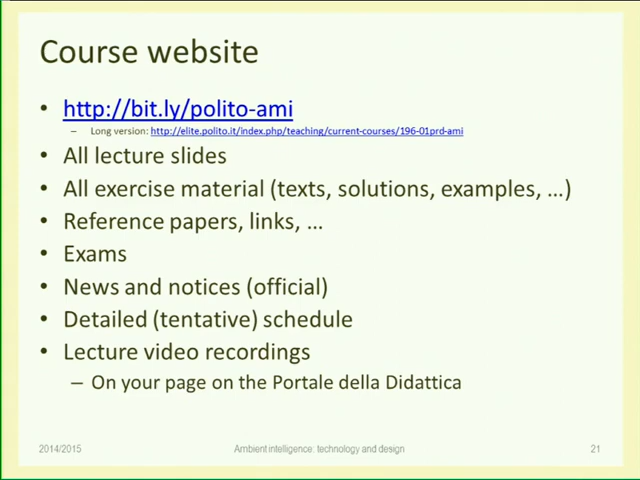 Course website
• http://bit.ly/polito-ami
– Long version: http://elite.polito.it/index.php/teaching/current-courses/196-01prd-ami
• All lecture slides
• All exercise material (texts, solutions, examples, ...)
• Reference papers, links, ...
• Exams
• News and notices (official)
• Detailed (tentative) schedule
• Lecture video recordings
– On your page on the Portale della Didattica
2014/2015 Ambient intelligence: technology and design 21